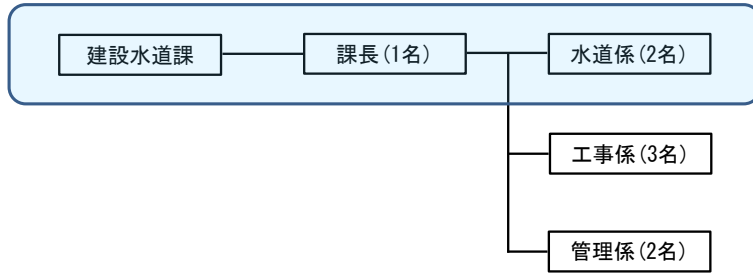 建設水道課
課長(1名)
水道係(2名)
工事係(3名)
管理係(2名)